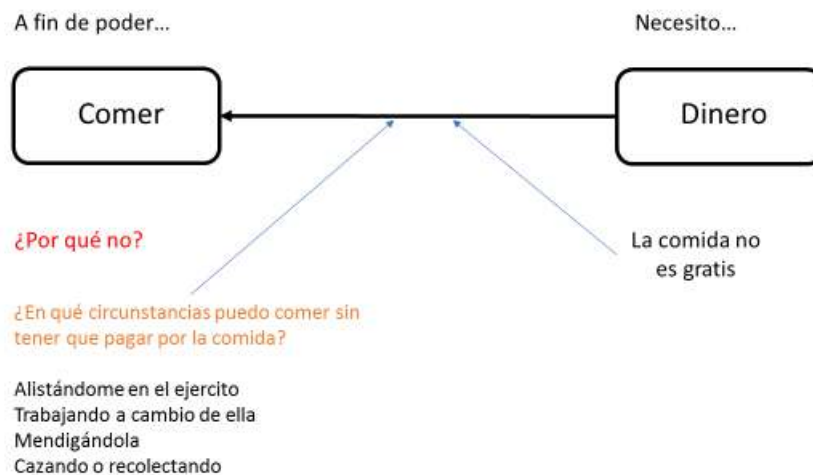 A fin de poder...
Necesito...
Comer
Dinero
¿Por qué no?
La comida no
es gratis
¿En qué circunstancias puedo comer sin
tener que pagar por la comida?
Alistándome en el ejercito
Trabajando a cambio de ella
Mendigándola
Cazando o recolectando